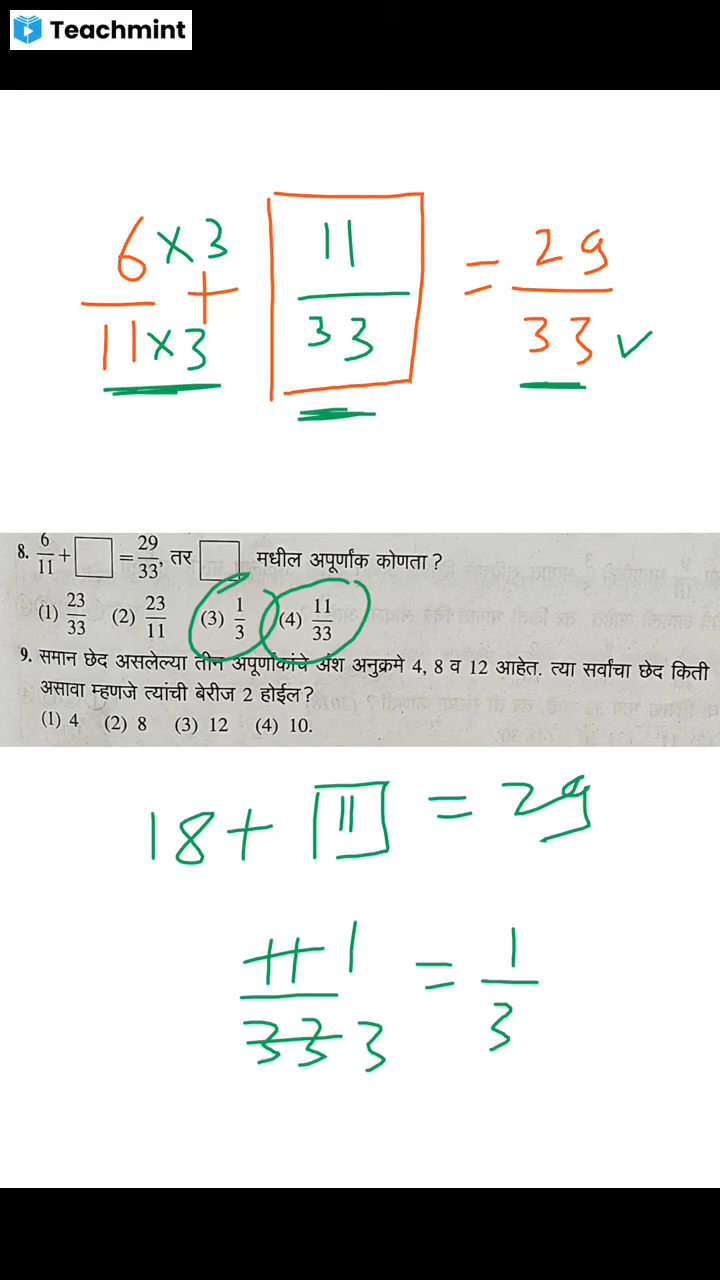 Teachmint
6 × 3 / 11 × 3 + 11/33 = 29/33 ✓
8. 6/11 + □ = 29/33, तर □ मधील अपूर्णांक कोणता ?
(1) 23/33 (2) 23/11 (3) 1/3 (4) 11/33
9. समान छेद असलेल्या तीन अपूर्णांकांचे अंश अनुक्रमे 4, 8 व 12 आहेत. त्या सर्वांचा छेद किती
असावा म्हणजे त्यांची बेरीज 2 होईल ?
(1) 4 (2) 8 (3) 12 (4) 10.
18 + 11 = 29
11 1 / 33 3 = 1/3